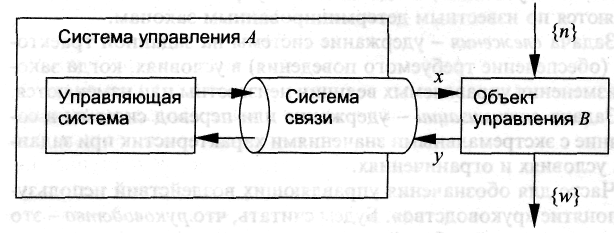 Система управления A
{n}
Управляющая
система
Система
связи
x
y
Объект
управления B
{w}